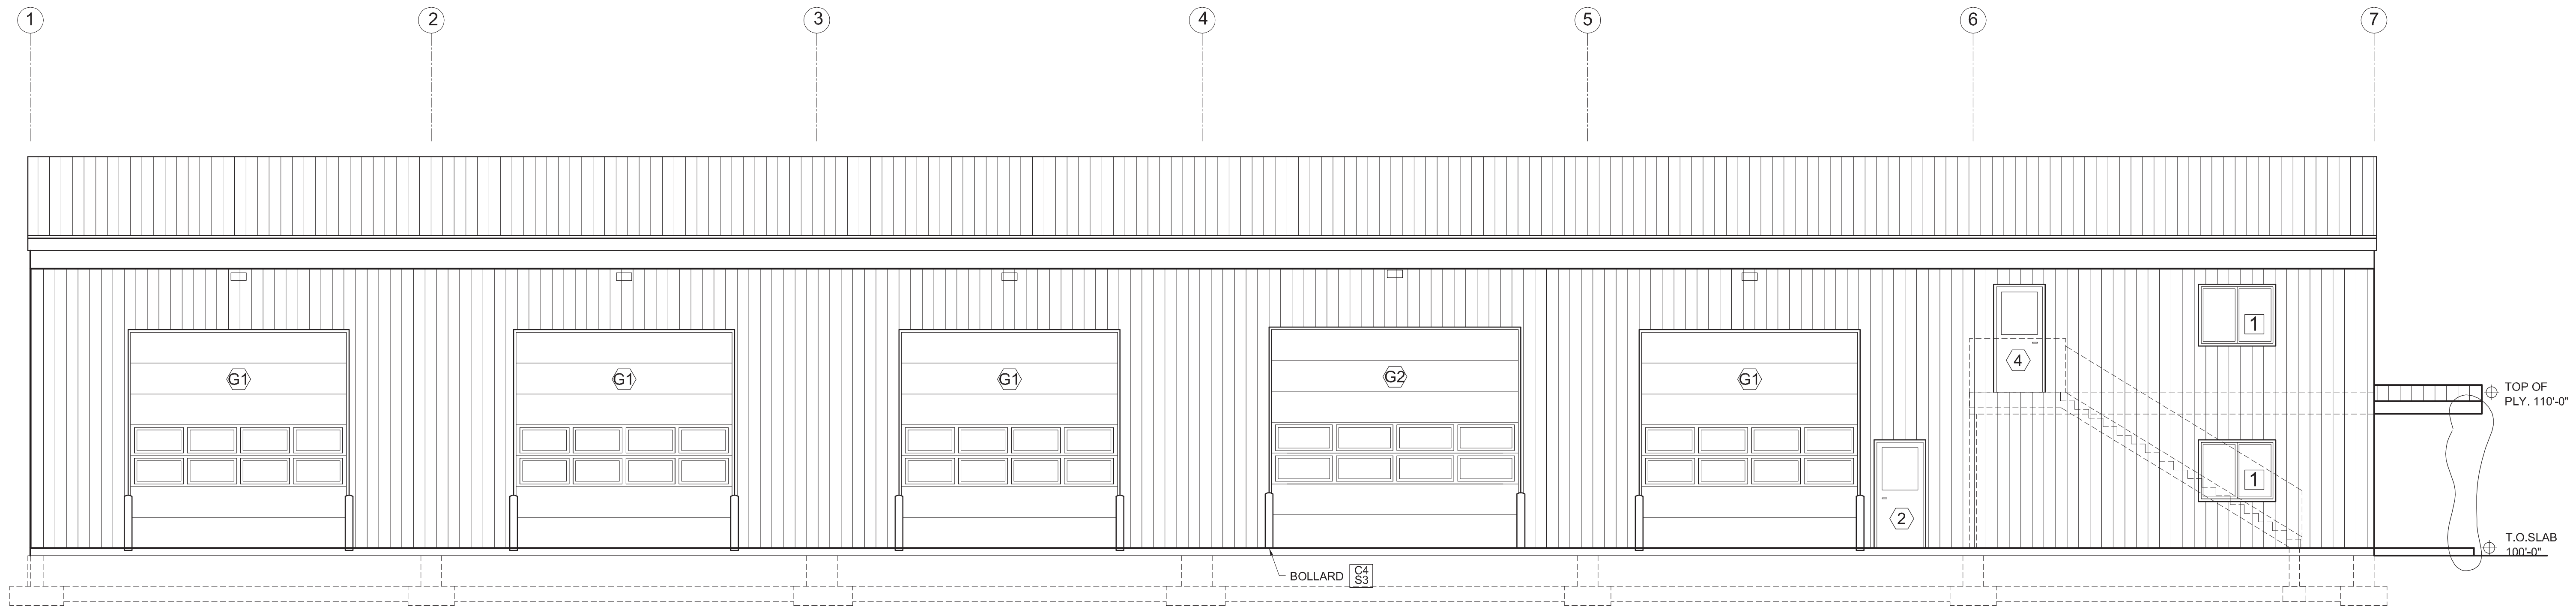 1 2 3 4 5 6 7
4 1
G1 G1 G1 G2 G1
TOP OF
PLY. 110'-0"
1
2
T.O.SLAB
100'-0"
BOLLARD C4
S3